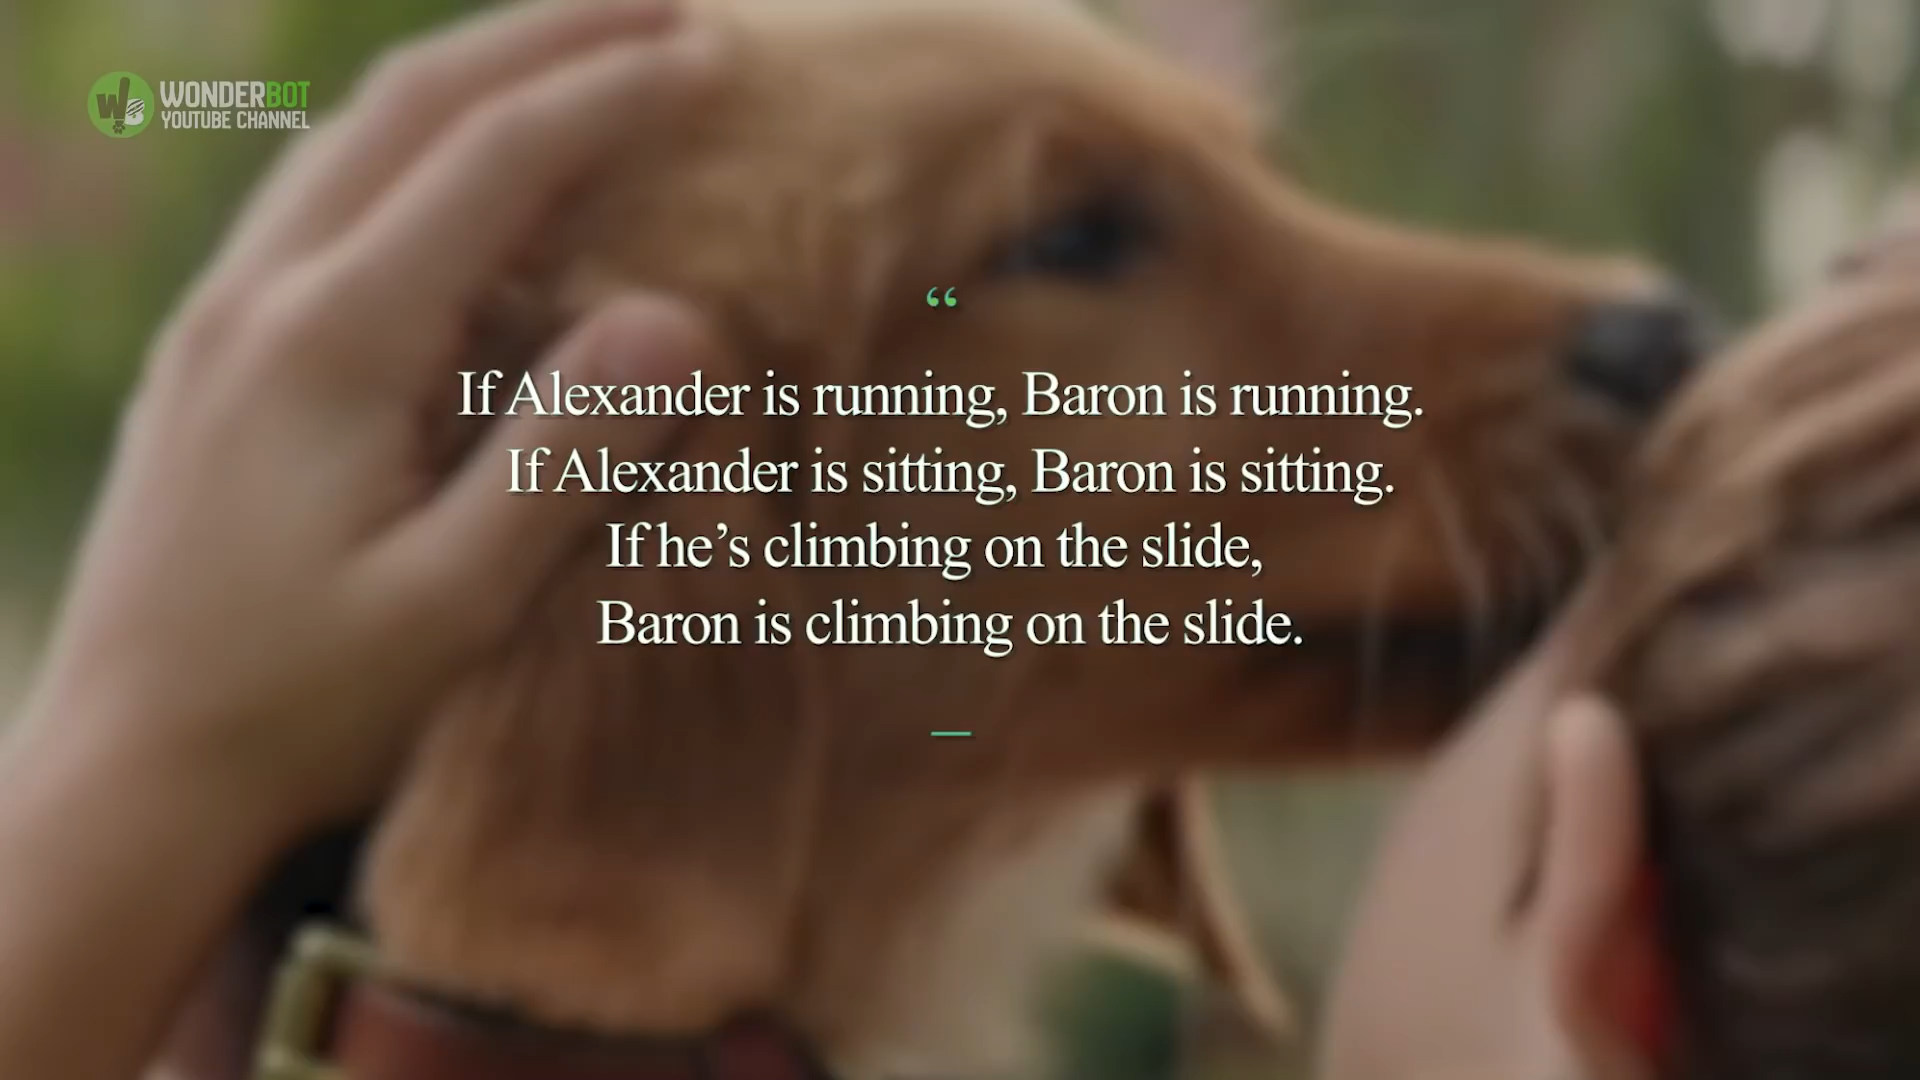 WONDERBOT
YOUTUBE CHANNEL
“
If Alexander is running, Baron is running.
If Alexander is sitting, Baron is sitting.
If he’s climbing on the slide,
Baron is climbing on the slide.